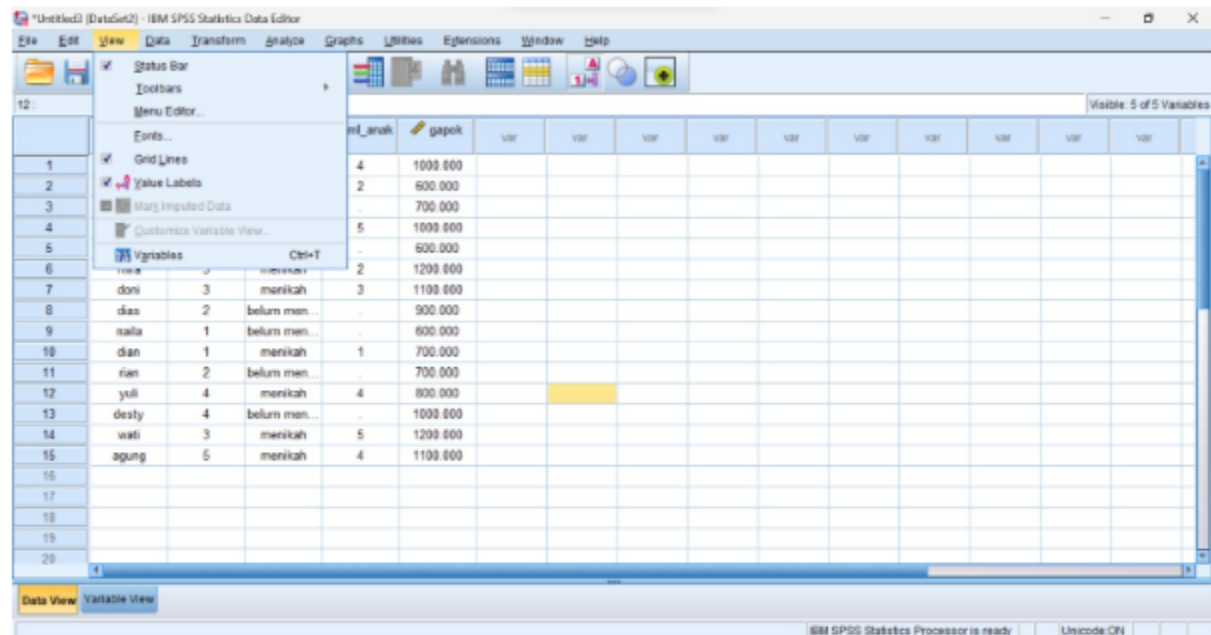 *Untitled3 [DataSet2] - IBM SPSS Statistics Data Editor
File Edit View Data Transform Analyze Graphs Utilities Extensions Window Help
Status Bar
Toolbars
Menu Editor...
Fonts...
Grid Lines
Value Labels
Mark Imputed Data
Customize Variable View...
Variables Ctrl+T
12 :
Visible: 5 of 5 Variables
ml_anak gapok var var var var var var var var var var
1 4 1000.000
2 2 600.000
3 . 700.000
4 5 1000.000
5 . 600.000
6 2 1200.000
7 doni 3 menikah 3 1100.000
8 dias 2 belum men... . 900.000
9 naila 1 belum men... . 600.000
10 dian 1 menikah 1 700.000
11 rian 2 belum men... . 700.000
12 yuli 4 menikah 4 800.000
13 desty 4 belum men... . 1000.000
14 wati 3 menikah 5 1200.000
15 agung 5 menikah 4 1100.000
16
17
18
19
20
Data View Variable View
IBM SPSS Statistics Processor is ready Unicode:ON